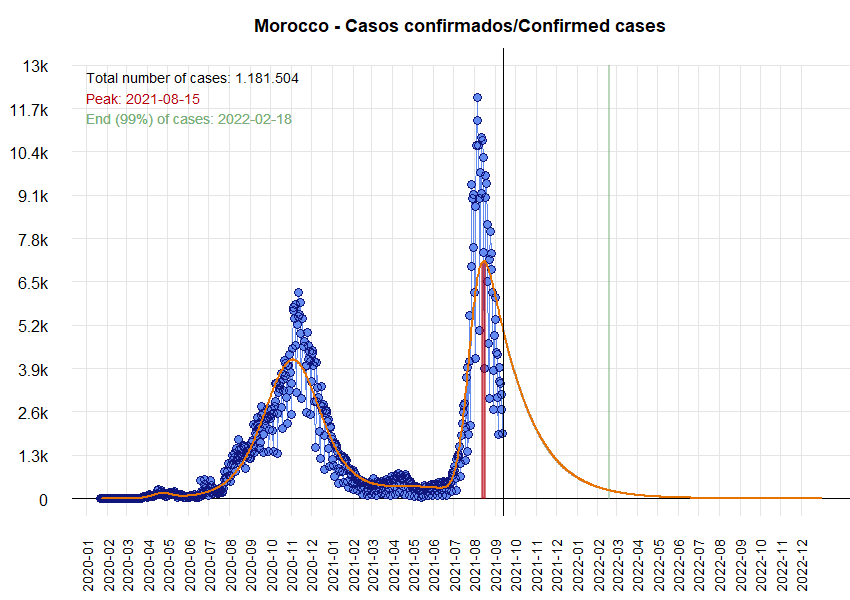 Morocco - Casos confirmados/Confirmed cases
13k
Total number of cases: 1.181.504
Peak: 2021-08-15
End (99%) of cases: 2022-02-18
11.7k
10.4k
9.1k
7.8k
6.5k
5.2k
3.9k
2.6k
1.3k
0
2020-01
2020-02
2020-03
2020-04
2020-05
2020-06
2020-07
2020-08
2020-09
2020-10
2020-11
2020-12
2021-01
2021-02
2021-03
2021-04
2021-05
2021-06
2021-07
2021-08
2021-09
2021-10
2021-11
2021-12
2022-01
2022-02
2022-03
2022-04
2022-05
2022-06
2022-07
2022-08
2022-09
2022-10
2022-11
2022-12